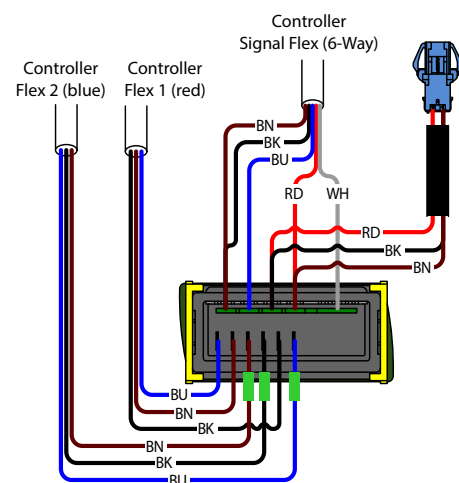 Controller
Signal Flex (6-Way)
Controller
Flex 2 (blue)
Controller
Flex 1 (red)
BN
BK
BU
RD
WH
RD
BK
BN
BU
BN
BK
BN
BK
BU